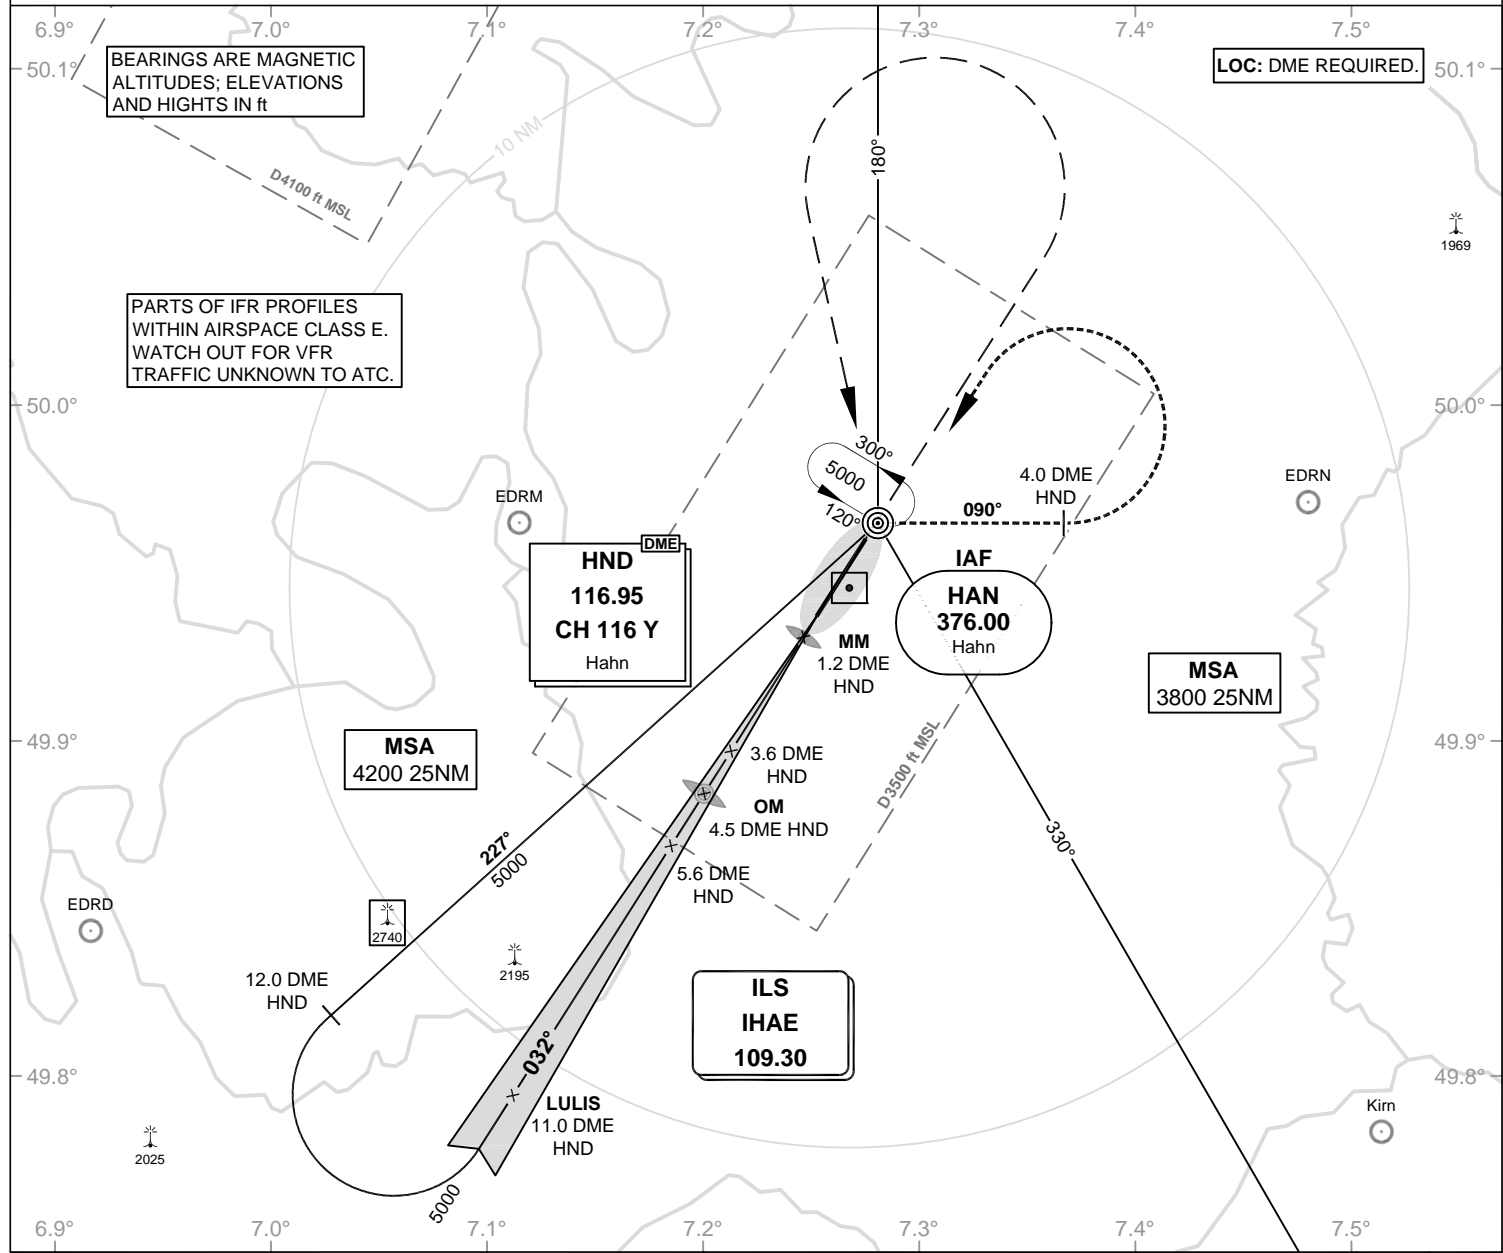 6.9°
7.0°
7.1°
7.2°
7.3°
7.4°
7.5°
50.1°
50.1°
BEARINGS ARE MAGNETIC
ALTITUDES; ELEVATIONS
AND HIGHTS IN ft
LOC: DME REQUIRED.
10 NM
180°
D4100 ft MSL
1969
PARTS OF IFR PROFILES
WITHIN AIRSPACE CLASS E.
WATCH OUT FOR VFR
TRAFFIC UNKNOWN TO ATC.
50.0°
50.0°
300°
5000
120°
4.0 DME
HND
090°
EDRM
EDRN
DME
HND
116.95
CH 116 Y
Hahn
IAF
HAN
376.00
Hahn
MM
1.2 DME
HND
MSA
3800 25NM
MSA
4200 25NM
49.9°
49.9°
3.6 DME
HND
OM
4.5 DME HND
5.6 DME
HND
D3500 ft MSL
330°
227°
5000
EDRD
2740
2195
12.0 DME
HND
ILS
IHAE
109.30
032°
49.8°
49.8°
LULIS
11.0 DME
HND
Kirn
2025
5000
6.9°
7.0°
7.1°
7.2°
7.3°
7.4°
7.5°